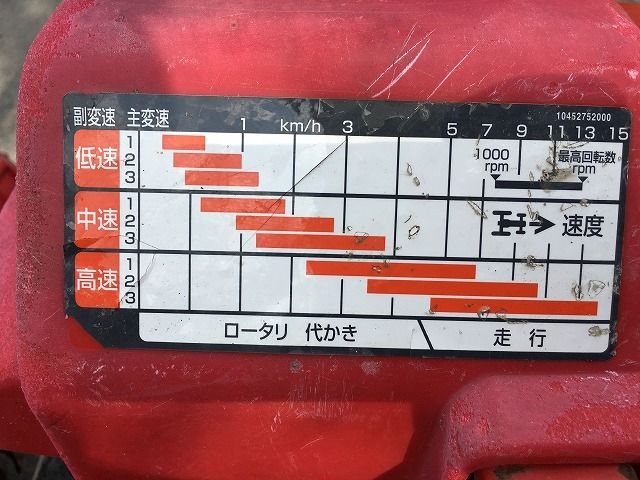 10452752000
副変速 主変速 1 km/h 3 5 7 9 11 13 15
低速 1 2 3
1000 rpm 最高回転数 rpm
中速 1 2 3
速度
高速 1 2 3
ロータリ 代かき 走行